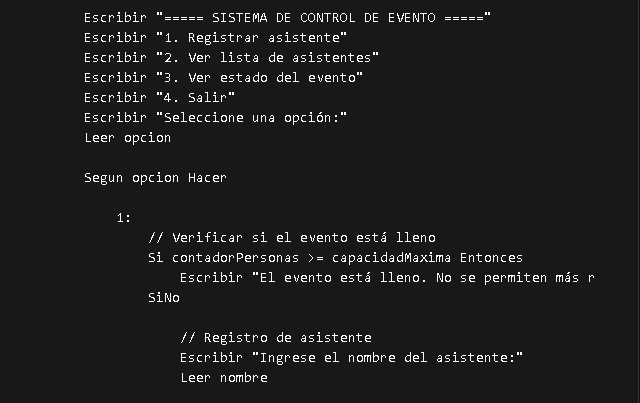 Escribir "===== SISTEMA DE CONTROL DE EVENTO ====="
Escribir "1. Registrar asistente"
Escribir "2. Ver lista de asistentes"
Escribir "3. Ver estado del evento"
Escribir "4. Salir"
Escribir "Seleccione una opción:"
Leer opcion
Segun opcion Hacer
1:
// Verificar si el evento está lleno
Si contadorPersonas >= capacidadMaxima Entonces
Escribir "El evento está lleno. No se permiten más r
SiNo
// Registro de asistente
Escribir "Ingrese el nombre del asistente:"
Leer nombre